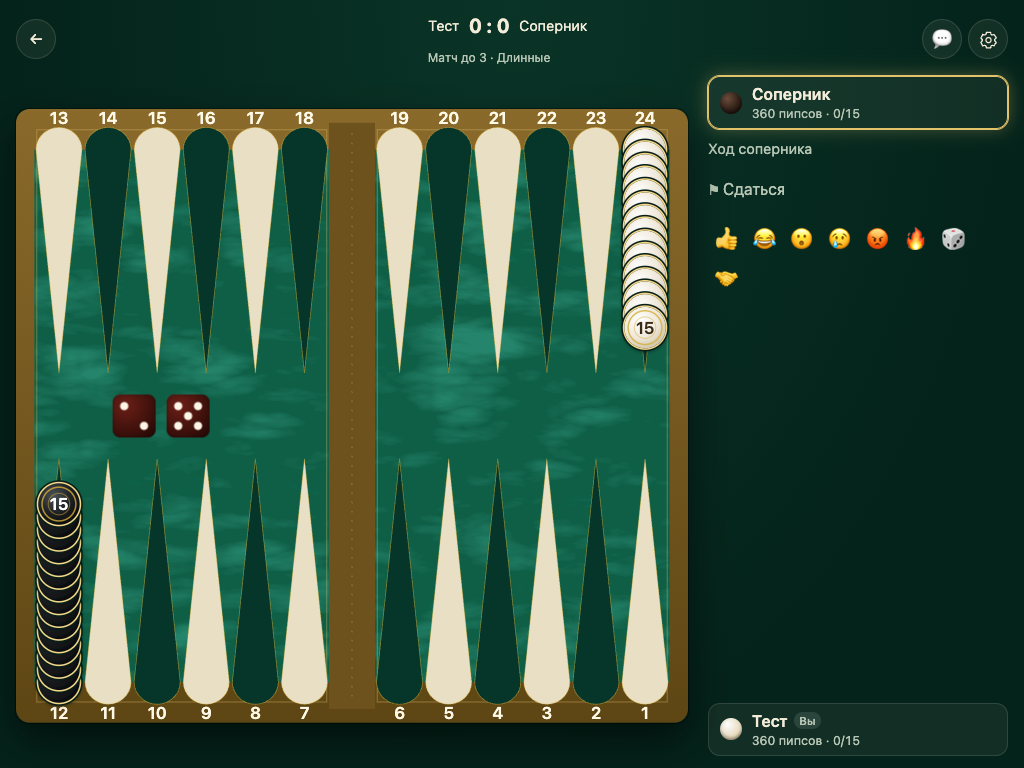 Тест 0 : 0 Соперник
Матч до 3 · Длинные
Соперник
360 пипсов · 0/15
Ход соперника
Сдаться
13 14 15 16 17 18 19 20 21 22 23 24
15
15
12 11 10 9 8 7 6 5 4 3 2 1
Тест Вы
360 пипсов · 0/15